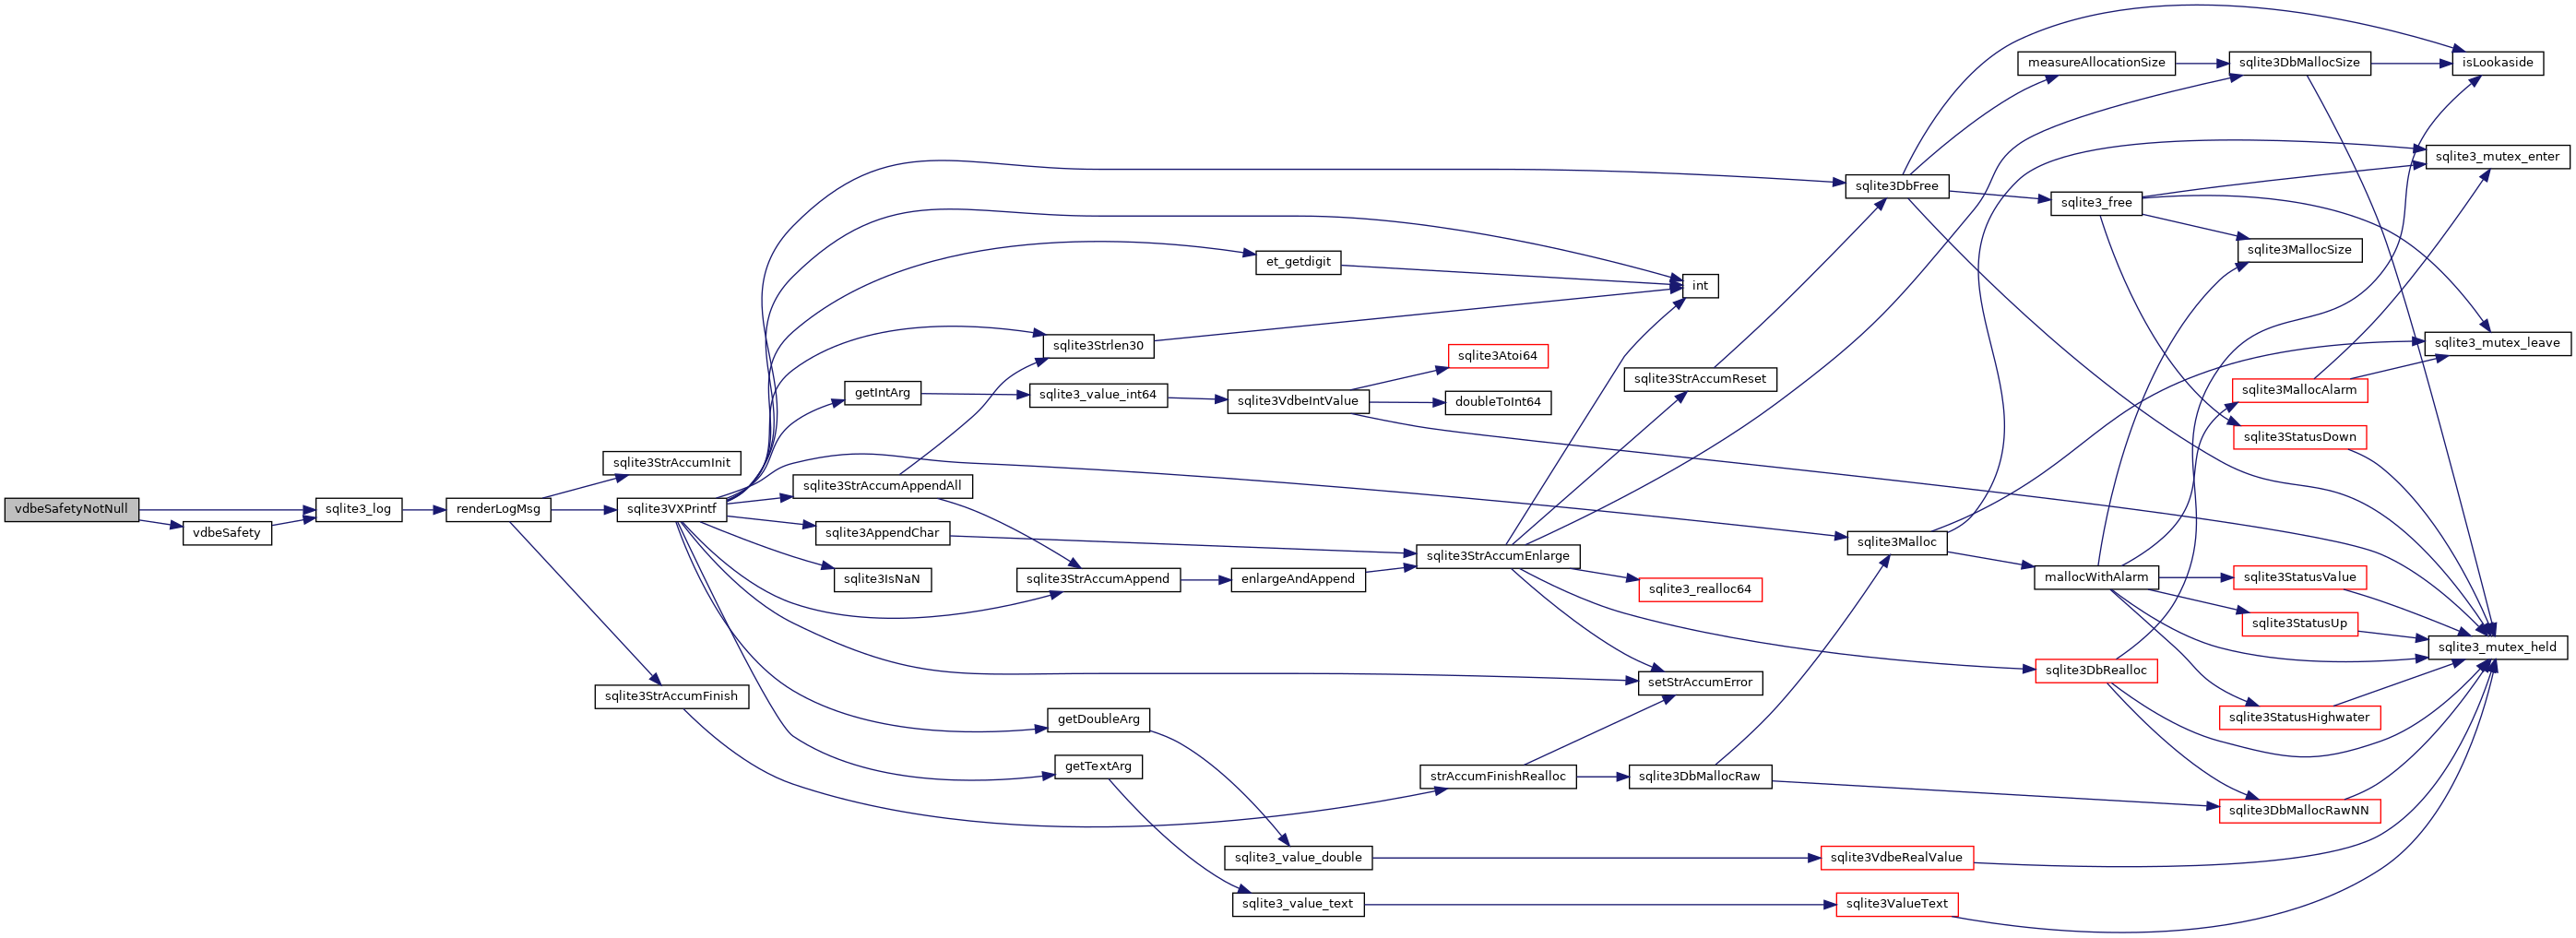 vdbeSafetyNotNull
vdbeSafety
sqlite3_log
renderLogMsg
sqlite3StrAccumInit
sqlite3VXPrintf
sqlite3StrAccumFinish
sqlite3StrAccumAppendAll
sqlite3AppendChar
sqlite3IsNaN
getIntArg
sqlite3Strlen30
sqlite3_value_int64
sqlite3StrAccumAppend
getDoubleArg
getTextArg
et_getdigit
sqlite3VdbeIntValue
enlargeAndAppend
sqlite3_value_double
sqlite3_value_text
sqlite3Atoi64
doubleToInt64
sqlite3StrAccumEnlarge
strAccumFinishRealloc
int
sqlite3StrAccumReset
sqlite3_realloc64
setStrAccumError
sqlite3DbMallocRaw
sqlite3DbFree
sqlite3Malloc
sqlite3VdbeRealValue
sqlite3ValueText
measureAllocationSize
sqlite3_free
mallocWithAlarm
sqlite3DbRealloc
sqlite3DbMallocSize
sqlite3MallocSize
sqlite3MallocAlarm
sqlite3StatusDown
sqlite3StatusValue
sqlite3StatusUp
sqlite3StatusHighwater
sqlite3DbMallocRawNN
isLookaside
sqlite3_mutex_enter
sqlite3_mutex_leave
sqlite3_mutex_held